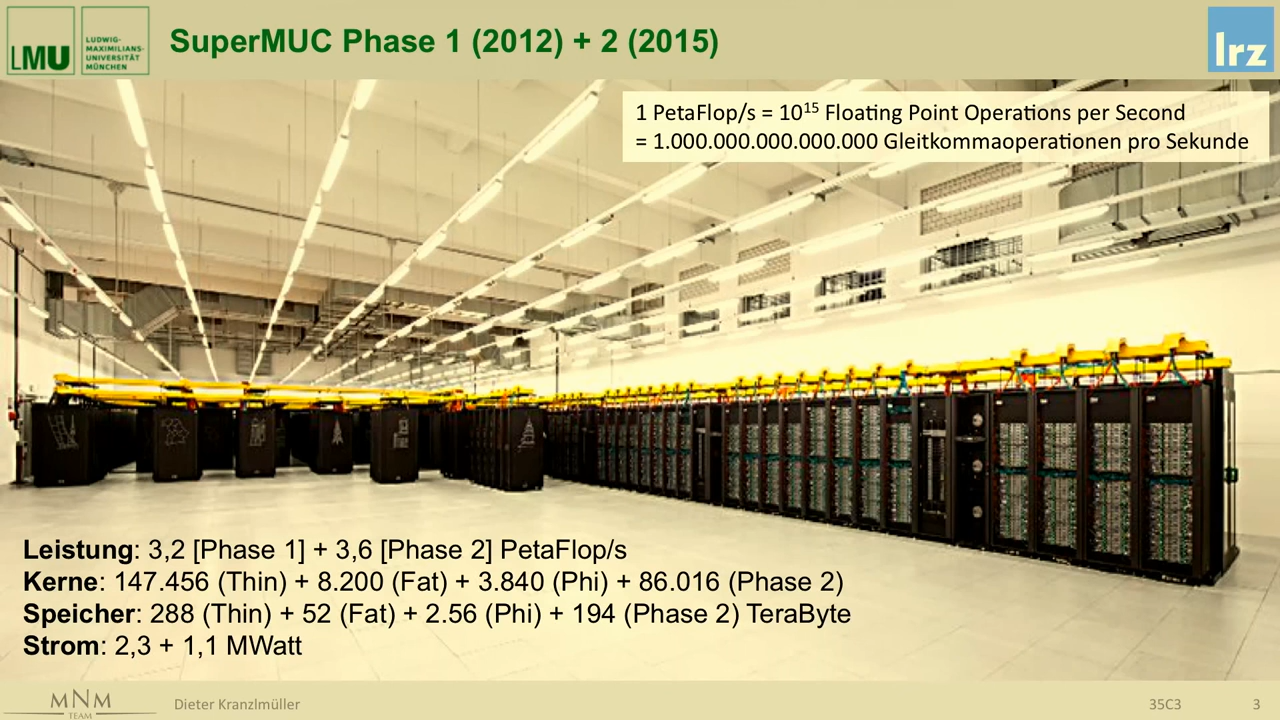 LMU
LUDWIG-
MAXIMILIANS-
UNIVERSITÄT
MÜNCHEN
SuperMUC Phase 1 (2012) + 2 (2015)
lrz
1 PetaFlop/s = 10¹⁵ Floating Point Operations per Second
= 1.000.000.000.000.000 Gleitkommaoperationen pro Sekunde
Leistung: 3,2 [Phase 1] + 3,6 [Phase 2] PetaFlop/s
Kerne: 147.456 (Thin) + 8.200 (Fat) + 3.840 (Phi) + 86.016 (Phase 2)
Speicher: 288 (Thin) + 52 (Fat) + 2.56 (Phi) + 194 (Phase 2) TeraByte
Strom: 2,3 + 1,1 MWatt
MNM
TEAM
Dieter Kranzlmüller
35C3
3